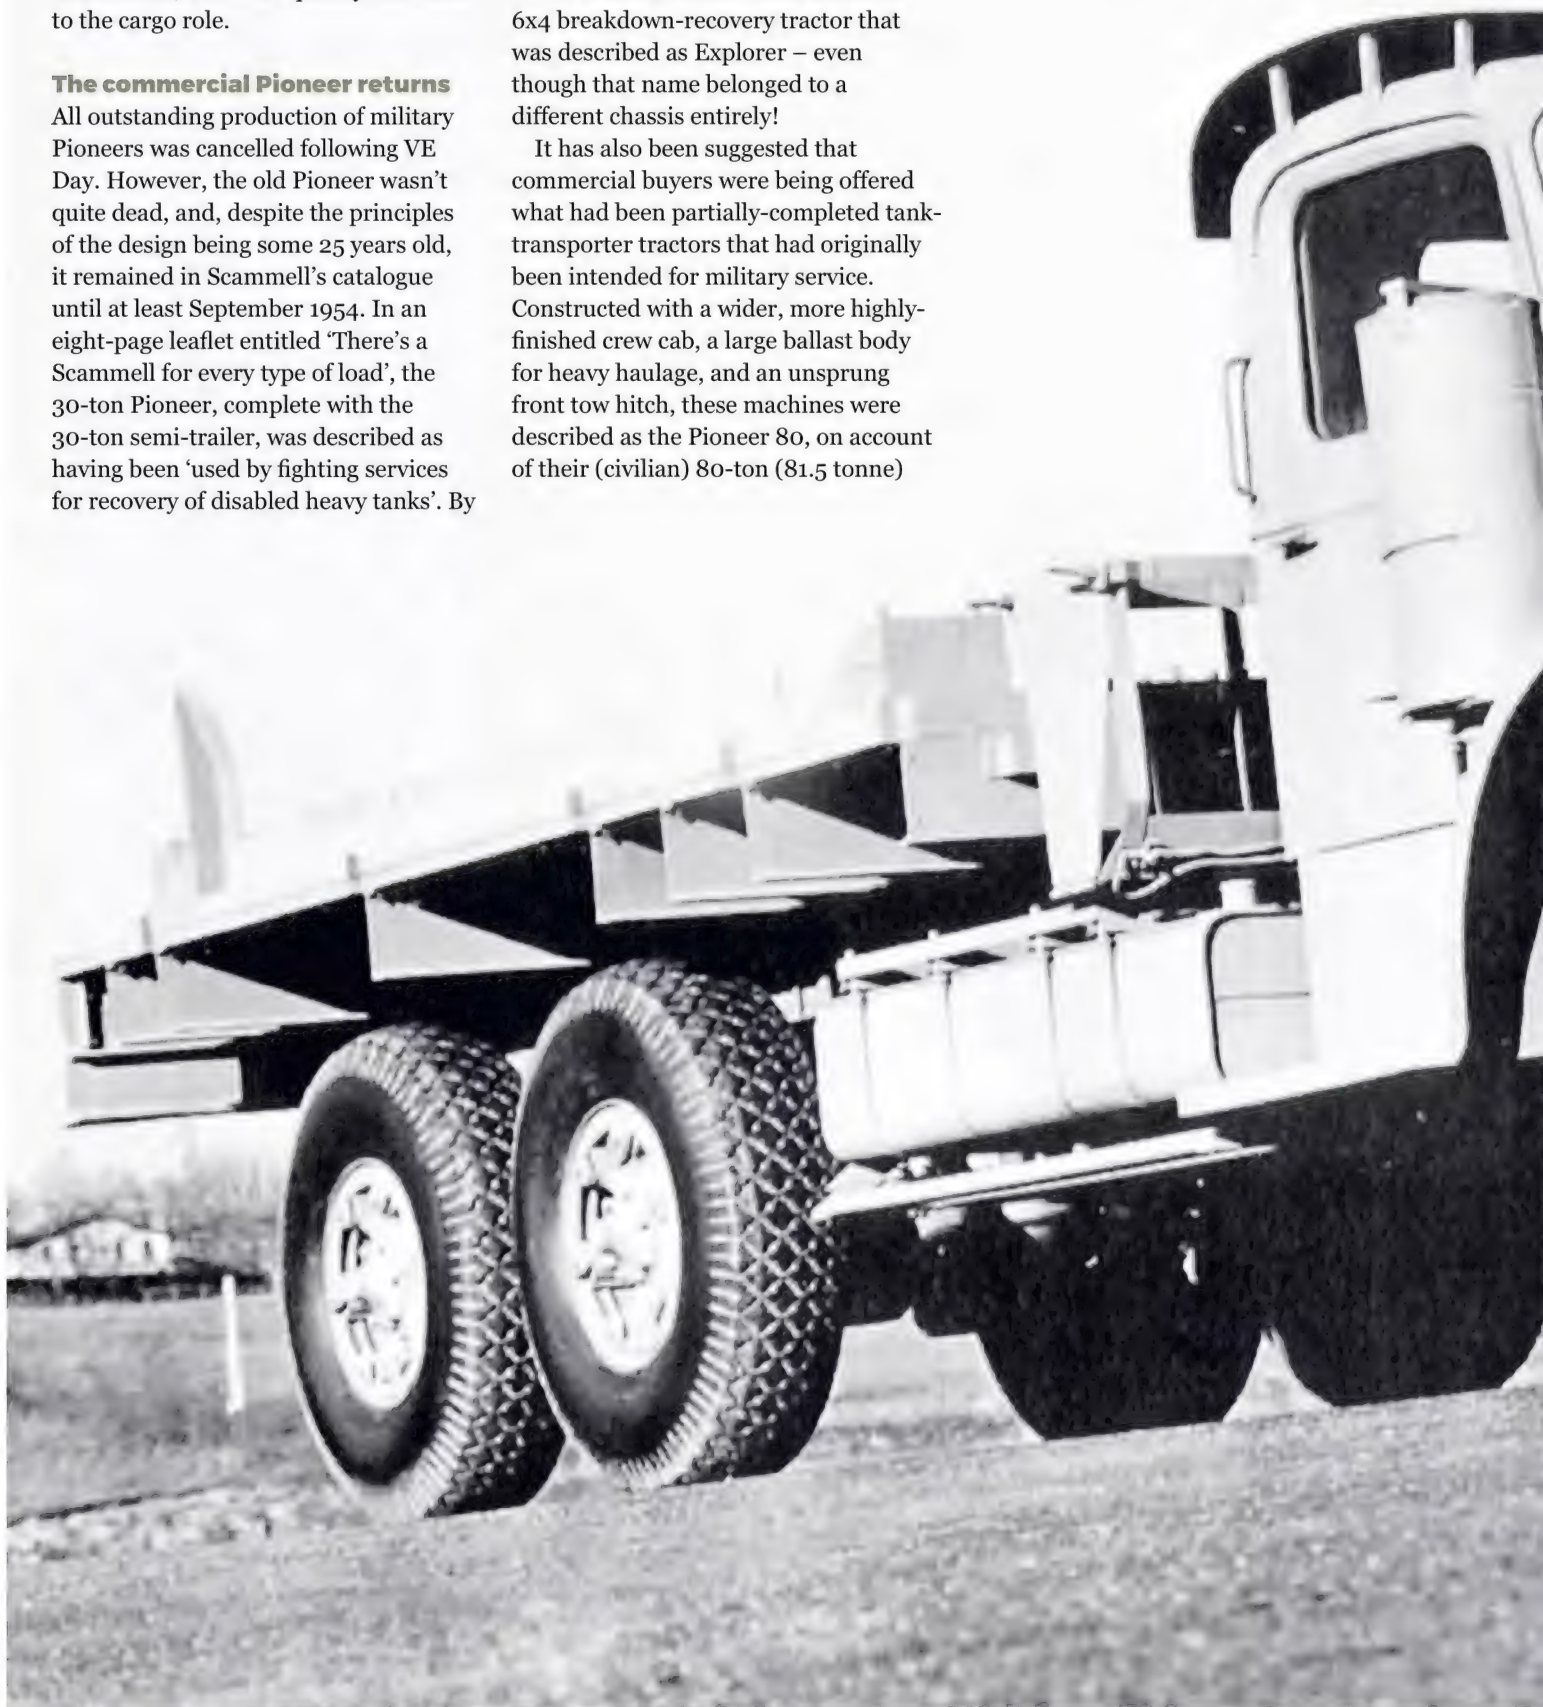 to the cargo role.
The commercial Pioneer returns
All outstanding production of military
Pioneers was cancelled following VE
Day. However, the old Pioneer wasn't
quite dead, and, despite the principles
of the design being some 25 years old,
it remained in Scammell's catalogue
until at least September 1954. In an
eight-page leaflet entitled ‘There's a
Scammell for every type of load’, the
30-ton Pioneer, complete with the
30-ton semi-trailer, was described as
having been ‘used by fighting services
for recovery of disabled heavy tanks’. By
6x4 breakdown-recovery tractor that
was described as Explorer – even
though that name belonged to a
different chassis entirely!
It has also been suggested that
commercial buyers were being offered
what had been partially-completed tank-
transporter tractors that had originally
been intended for military service.
Constructed with a wider, more highly-
finished crew cab, a large ballast body
for heavy haulage, and an unsprung
front tow hitch, these machines were
described as the Pioneer 80, on account
of their (civilian) 80-ton (81.5 tonne)